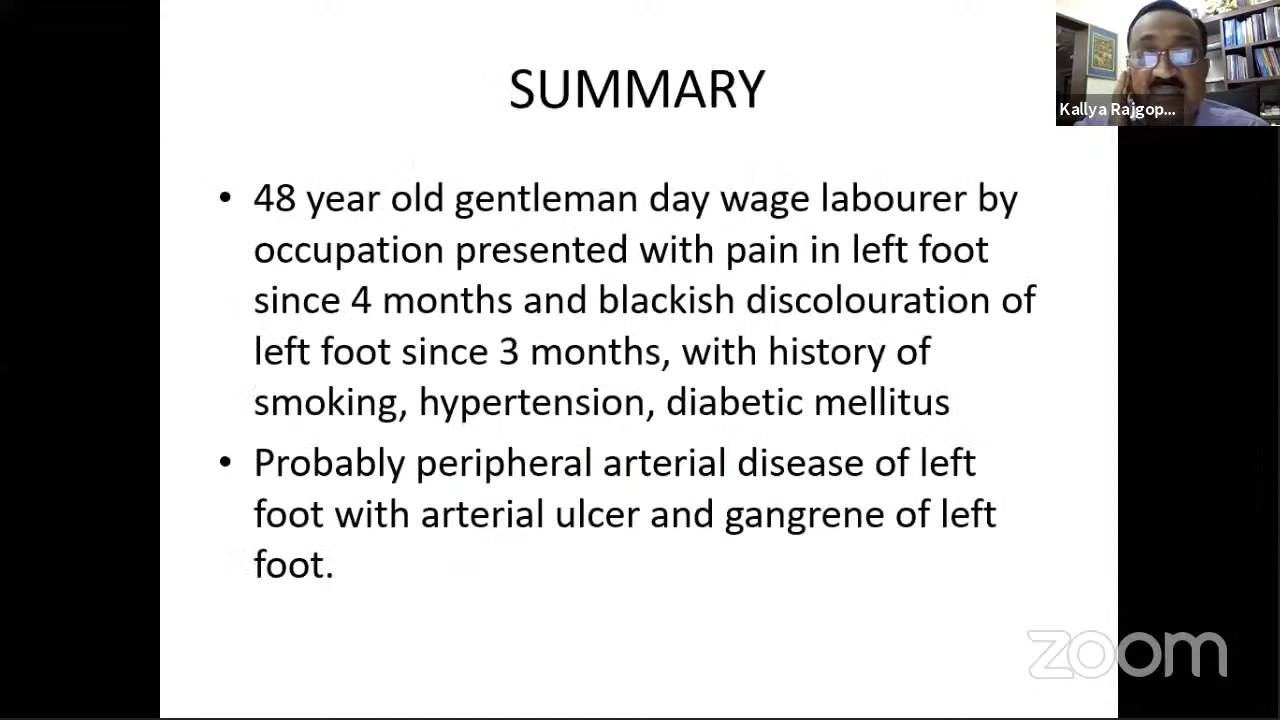 SUMMARY
Kallya Rajgop...
• 48 year old gentleman day wage labourer by
occupation presented with pain in left foot
since 4 months and blackish discolouration of
left foot since 3 months, with history of
smoking, hypertension, diabetic mellitus
• Probably peripheral arterial disease of left
foot with arterial ulcer and gangrene of left
foot.
zoom